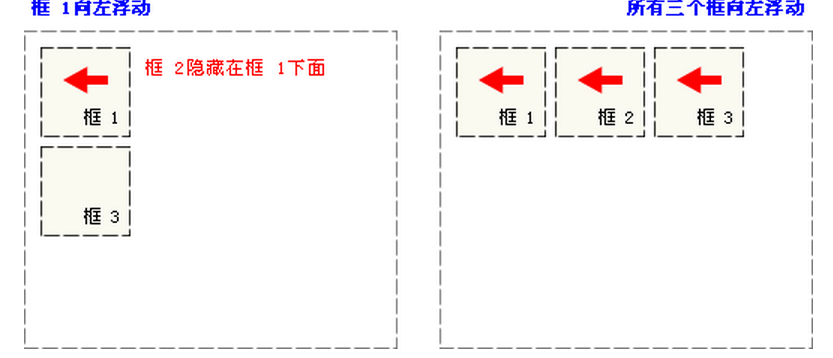 框 1向左浮动
框 2隐藏在框 1下面
框 1
框 3
所有三个框向左浮动
框 1
框 2
框 3